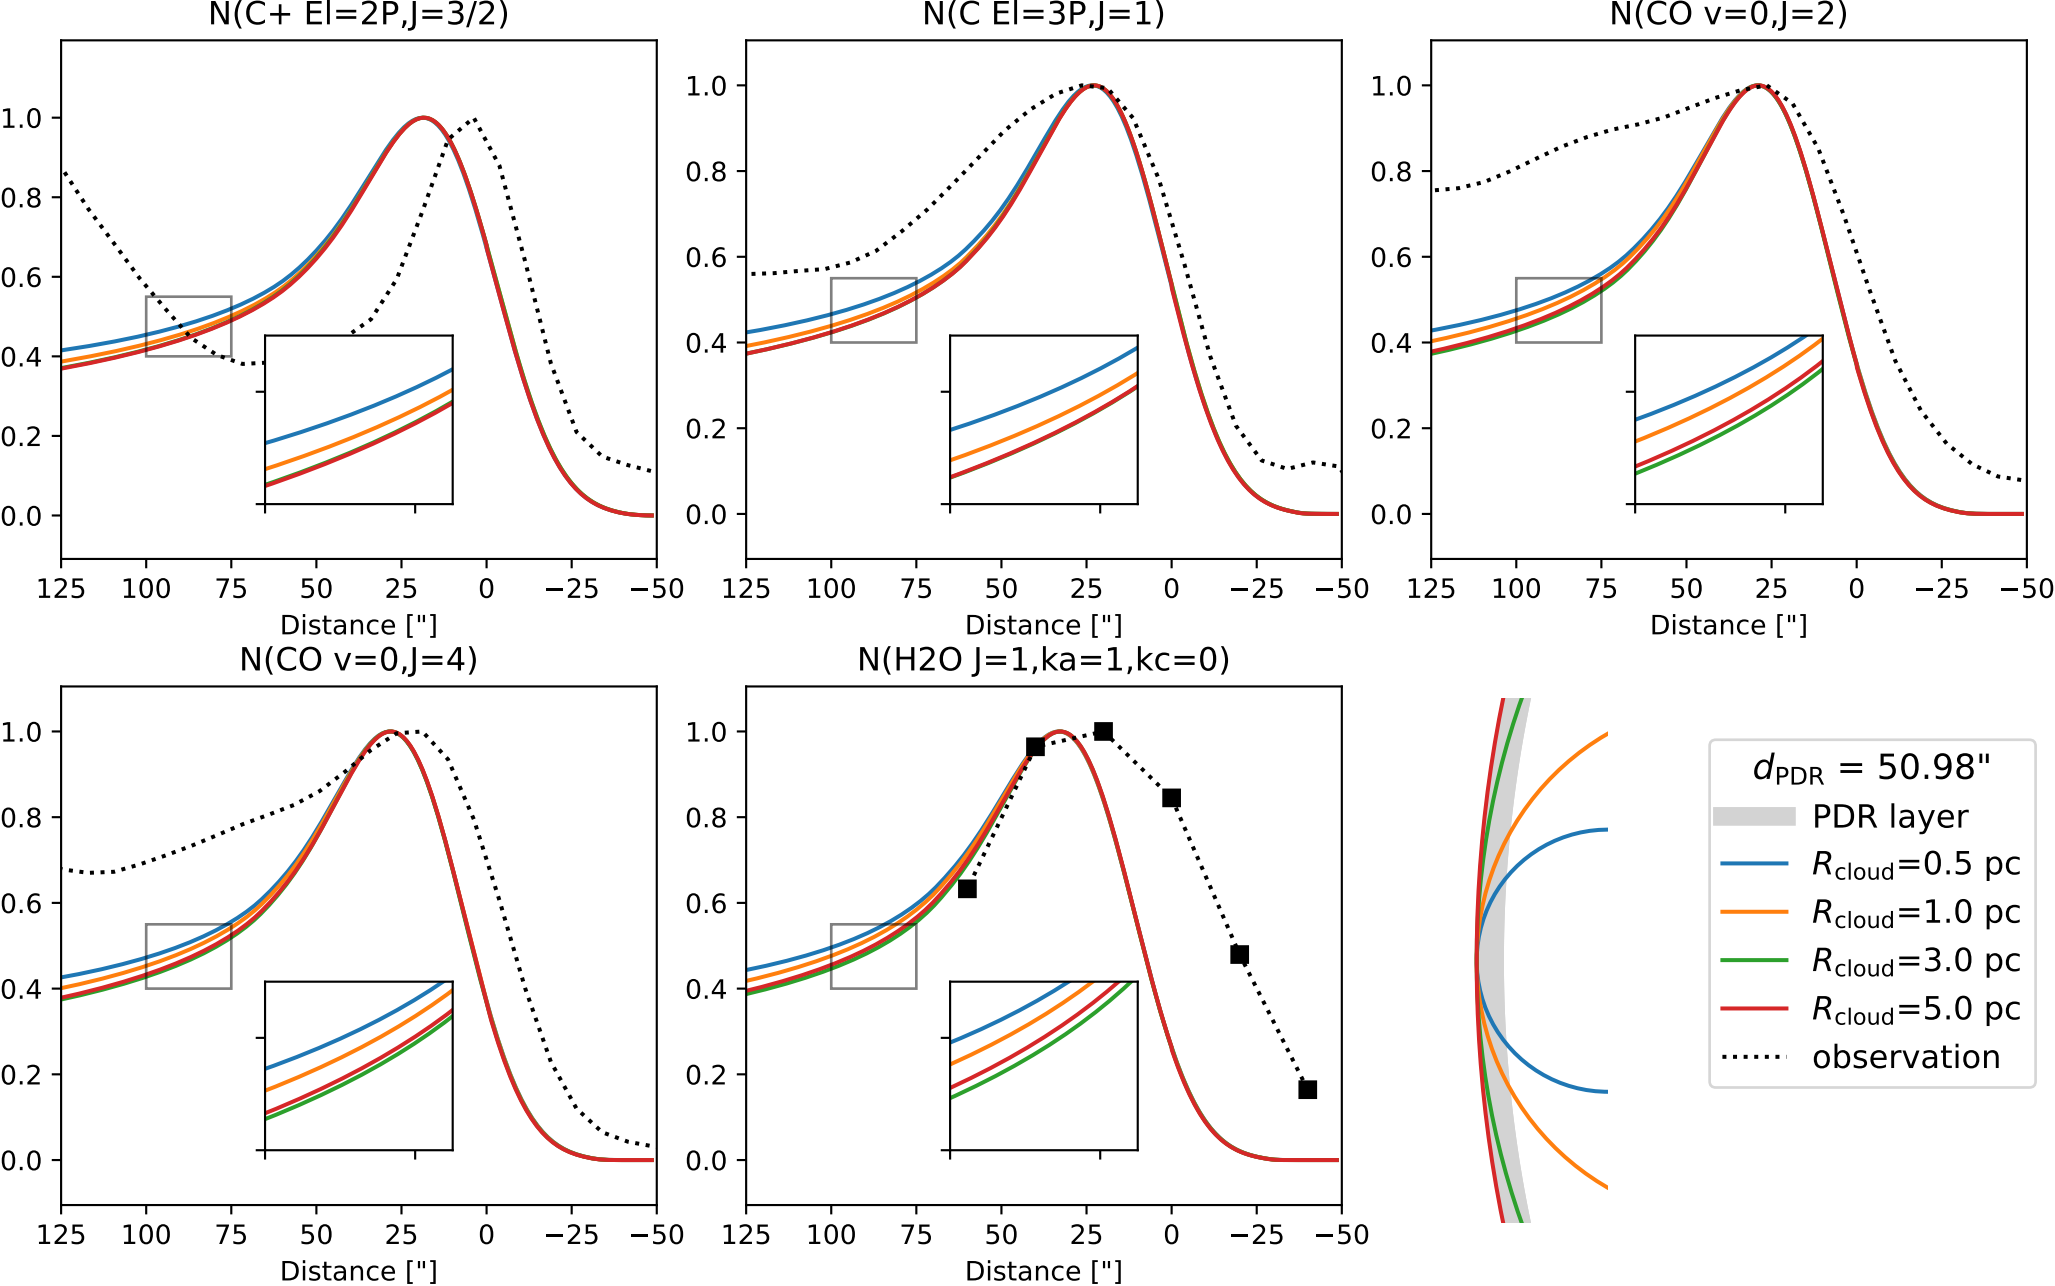 N(C+ El=2P,J=3/2)
N(C El=3P,J=1)
N(CO v=0,J=2)
1.0
0.8
0.6
0.4
0.2
0.0
125 100 75 50 25 0 −25 −50
Distance ["]
1.0
0.8
0.6
0.4
0.2
0.0
125 100 75 50 25 0 −25 −50
Distance ["]
1.0
0.8
0.6
0.4
0.2
0.0
125 100 75 50 25 0 −25 −50
Distance ["]
N(CO v=0,J=4)
N(H2O J=1,ka=1,kc=0)
1.0
0.8
0.6
0.4
0.2
0.0
125 100 75 50 25 0 −25 −50
Distance ["]
1.0
0.8
0.6
0.4
0.2
0.0
125 100 75 50 25 0 −25 −50
Distance ["]
dPDR = 50.98"
PDR layer
Rcloud=0.5 pc
Rcloud=1.0 pc
Rcloud=3.0 pc
Rcloud=5.0 pc
observation